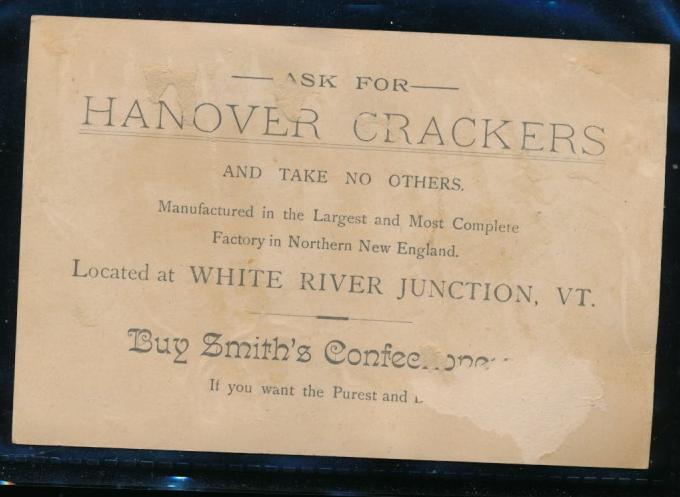 ASK FOR
HANOVER CRACKERS
AND TAKE NO OTHERS.
Manufactured in the Largest and Most Complete
Factory in Northern New England.
Located at WHITE RIVER JUNCTION, VT.
Buy Smith's
If you want the Purest and